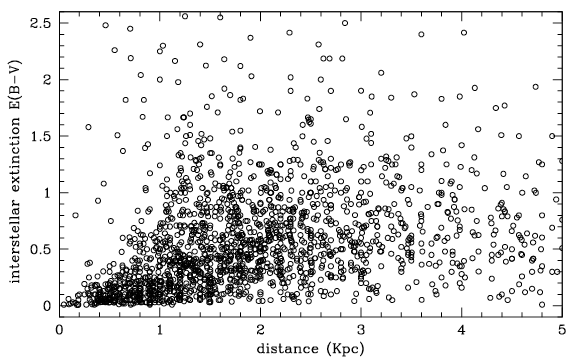 2.5
2
1.5
1
0.5
0
interstellar extinction E(B−V)
0 1 2 3 4 5
distance (Kpc)